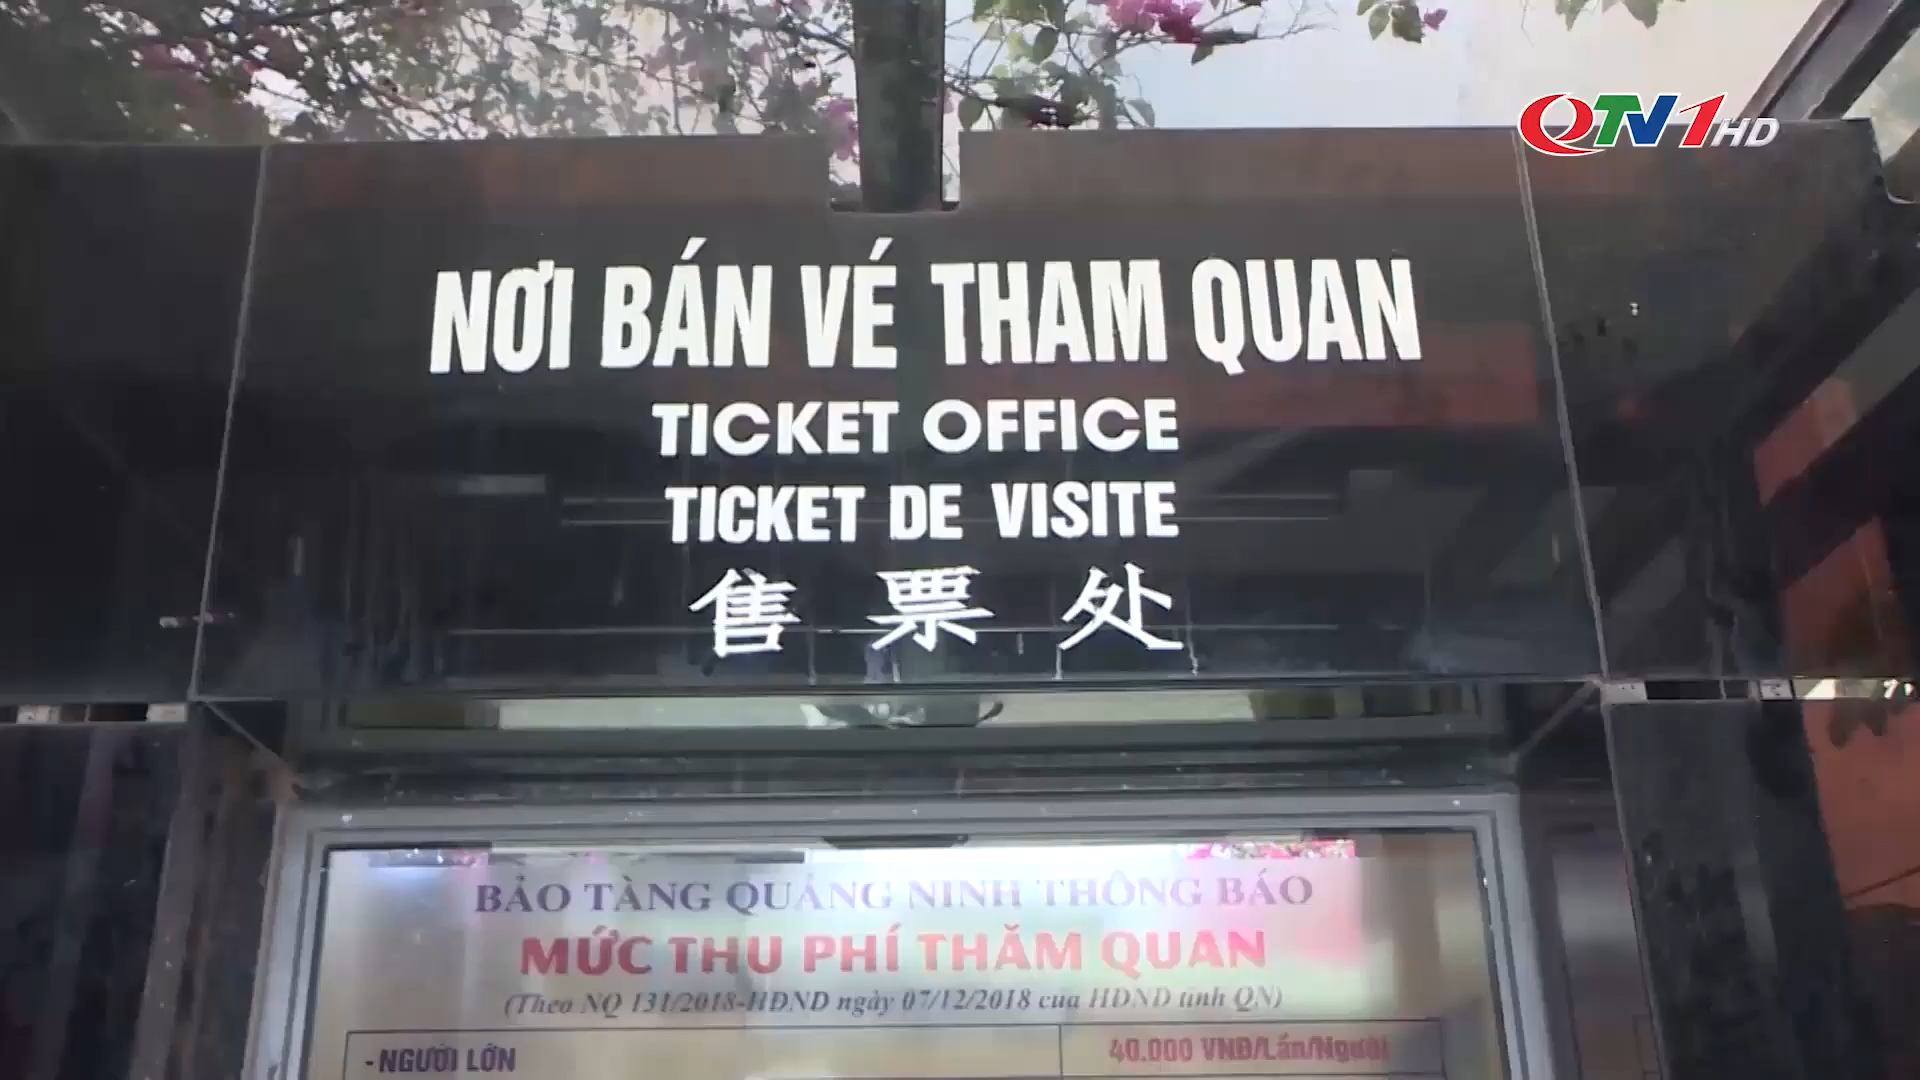 QTV1HD
NƠI BÁN VÉ THAM QUAN
TICKET OFFICE
TICKET DE VISITE
售票处
BẢO TÀNG QUẢNG NINH THÔNG BÁO
MỨC THU PHÍ THĂM QUAN
(Theo NQ 131/2018-HĐND ngày 07/12/2018 của HĐND tỉnh QN)
-NGƯỜI LỚN 40.000 VNĐ/Lần/Người